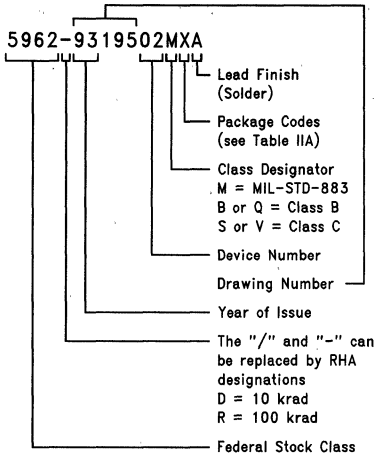 5962-9319502MXA
Lead Finish
(Solder)
Package Codes
(see Table IIA)
Class Designator
M = MIL-STD-883
B or Q = Class B
S or V = Class C
Device Number
Drawing Number
Year of Issue
The "/" and "-" can
be replaced by RHA
designations
D = 10 krad
R = 100 krad
Federal Stock Class